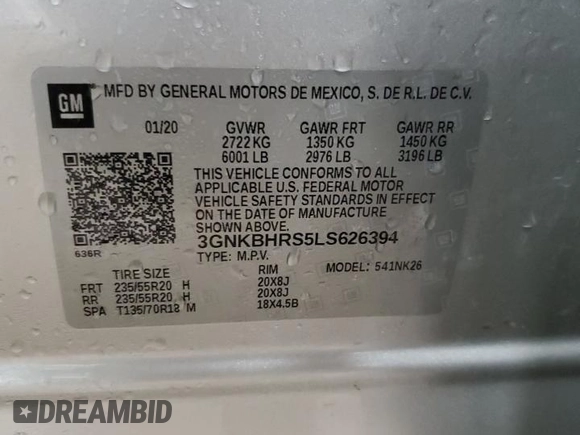 GM MFD BY GENERAL MOTORS DE MEXICO, S. DE R.L. DE C.V.
01/20 GVWR GAWR FRT GAWR RR
2722 KG 1350 KG 1450 KG
6001 LB 2976 LB 3196 LB
THIS VEHICLE CONFORMS TO ALL
APPLICABLE U.S. FEDERAL MOTOR
VEHICLE SAFETY STANDARDS IN EFFECT
ON THE DATE OF MANUFACTURE
SHOWN ABOVE.
3GNKBHRS5LS626394
636R TYPE: M.P.V. MODEL: 541NK26
TIRE SIZE RIM
FRT 235/55R20 H 20X8J
RR 235/55R20 H 20X8J
SPA T135/70R18 M 18X4.5B
DREAMBID